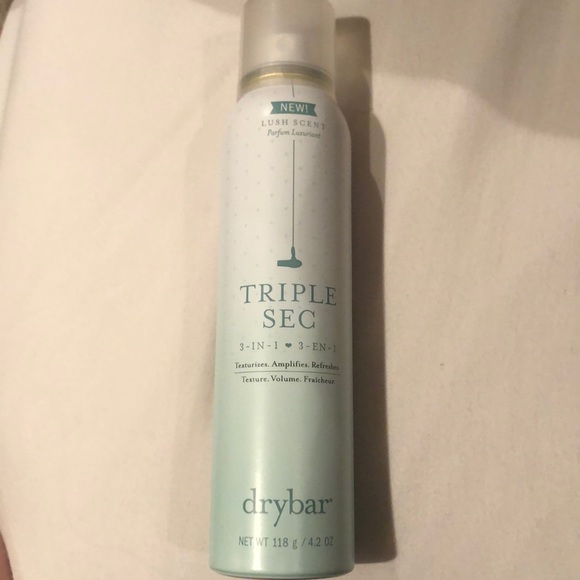 NEW!
LUSH SCENT
Parfum Luxuriant
TRIPLE
SEC
3-IN-1 ♥ 3-EN-1
Texturizes. Amplifies. Refreshes.
Texture. Volume. Fraîcheur.
drybar®
NET WT 118 g / 4.2 OZ